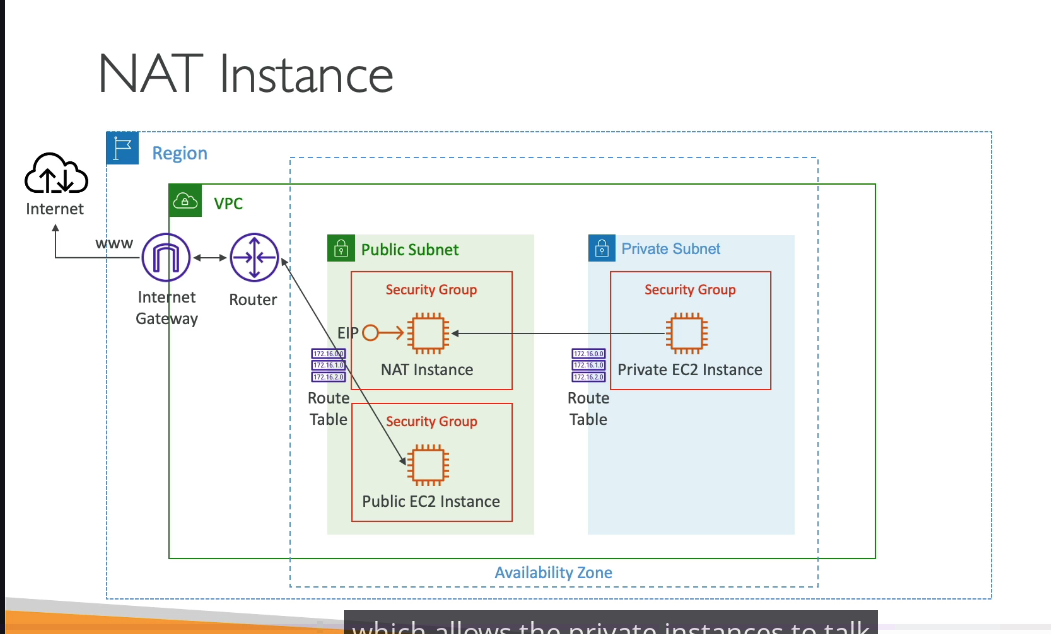 NAT Instance
Region
Internet
VPC
WWW
Public Subnet
Private Subnet
Security Group
Security Group
Internet
Gateway
Router
EIP
NAT Instance
Private EC2 Instance
172.16.0.0
172.16.1.0
172.16.2.0
Route
Table
172.16.0.0
172.16.1.0
172.16.2.0
Route
Table
Security Group
Public EC2 Instance
Availability Zone
which allows the private instances to talk